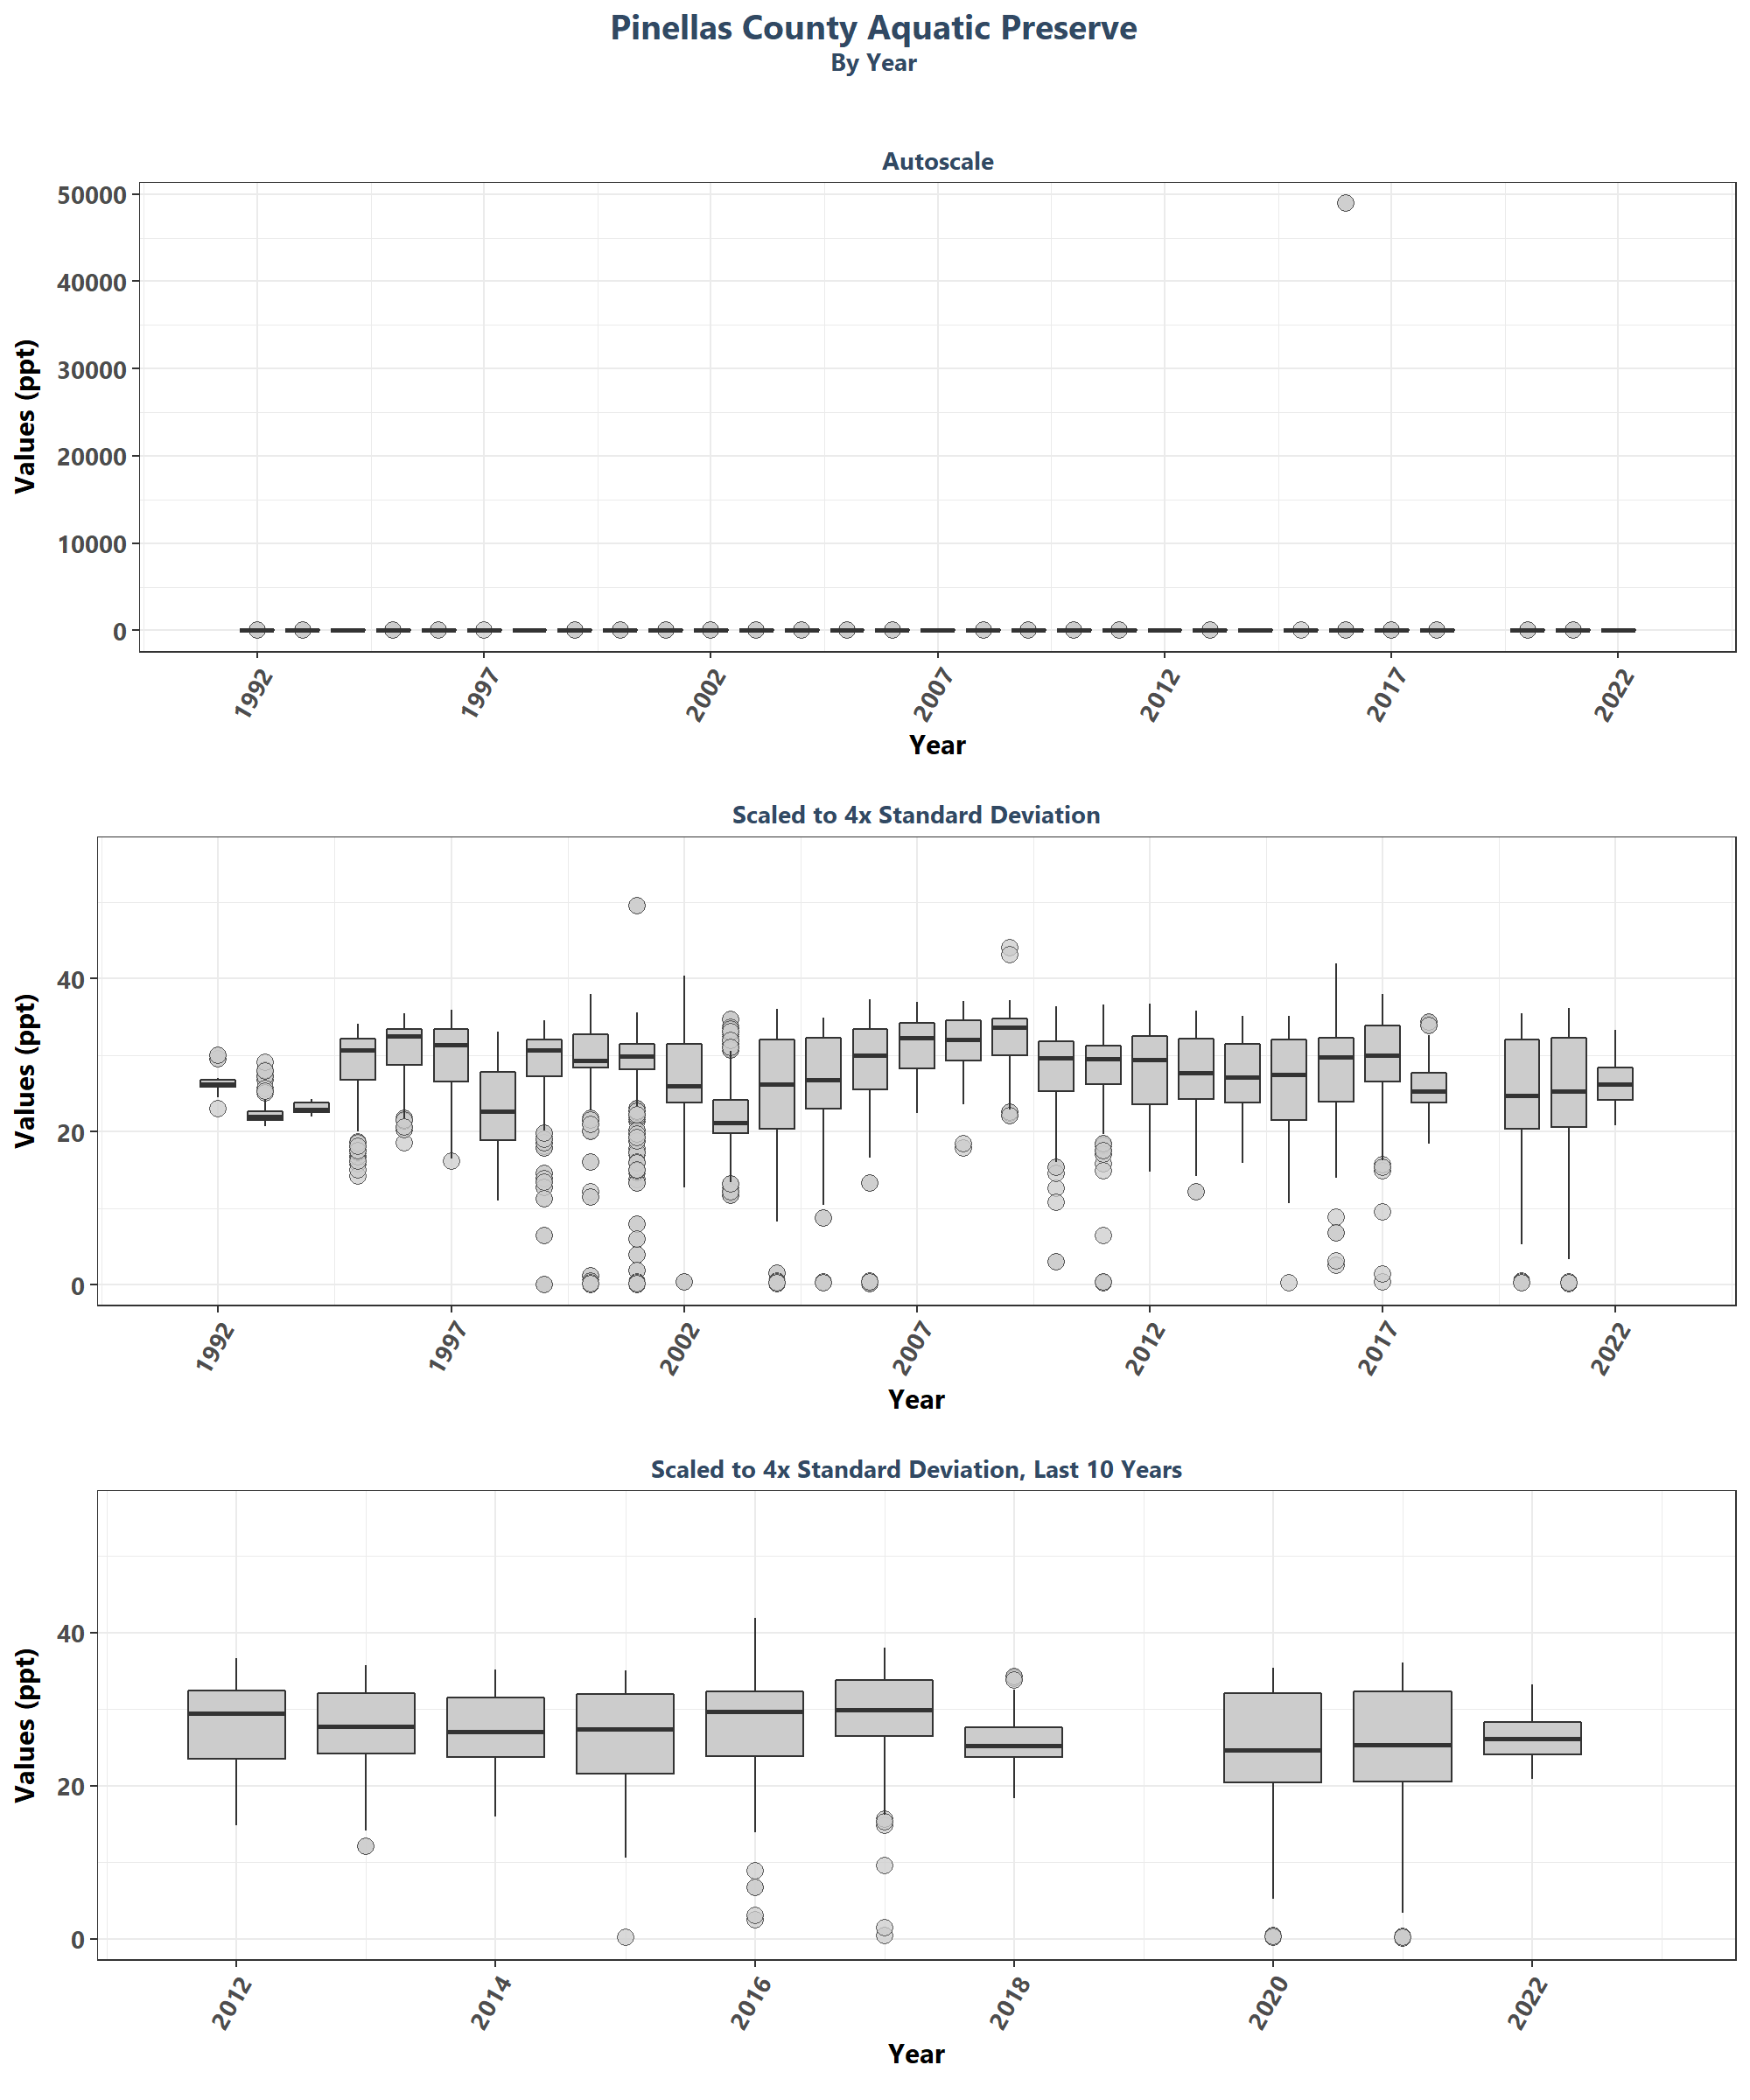 Pinellas County Aquatic Preserve
By Year
Autoscale
Values (ppt)
50000
40000
30000
20000
10000
0
1992 1997 2002 2007 2012 2017 2022
Year
Scaled to 4x Standard Deviation
Values (ppt)
40
20
0
1992 1997 2002 2007 2012 2017 2022
Year
Scaled to 4x Standard Deviation, Last 10 Years
Values (ppt)
40
20
0
2012 2014 2016 2018 2020 2022
Year